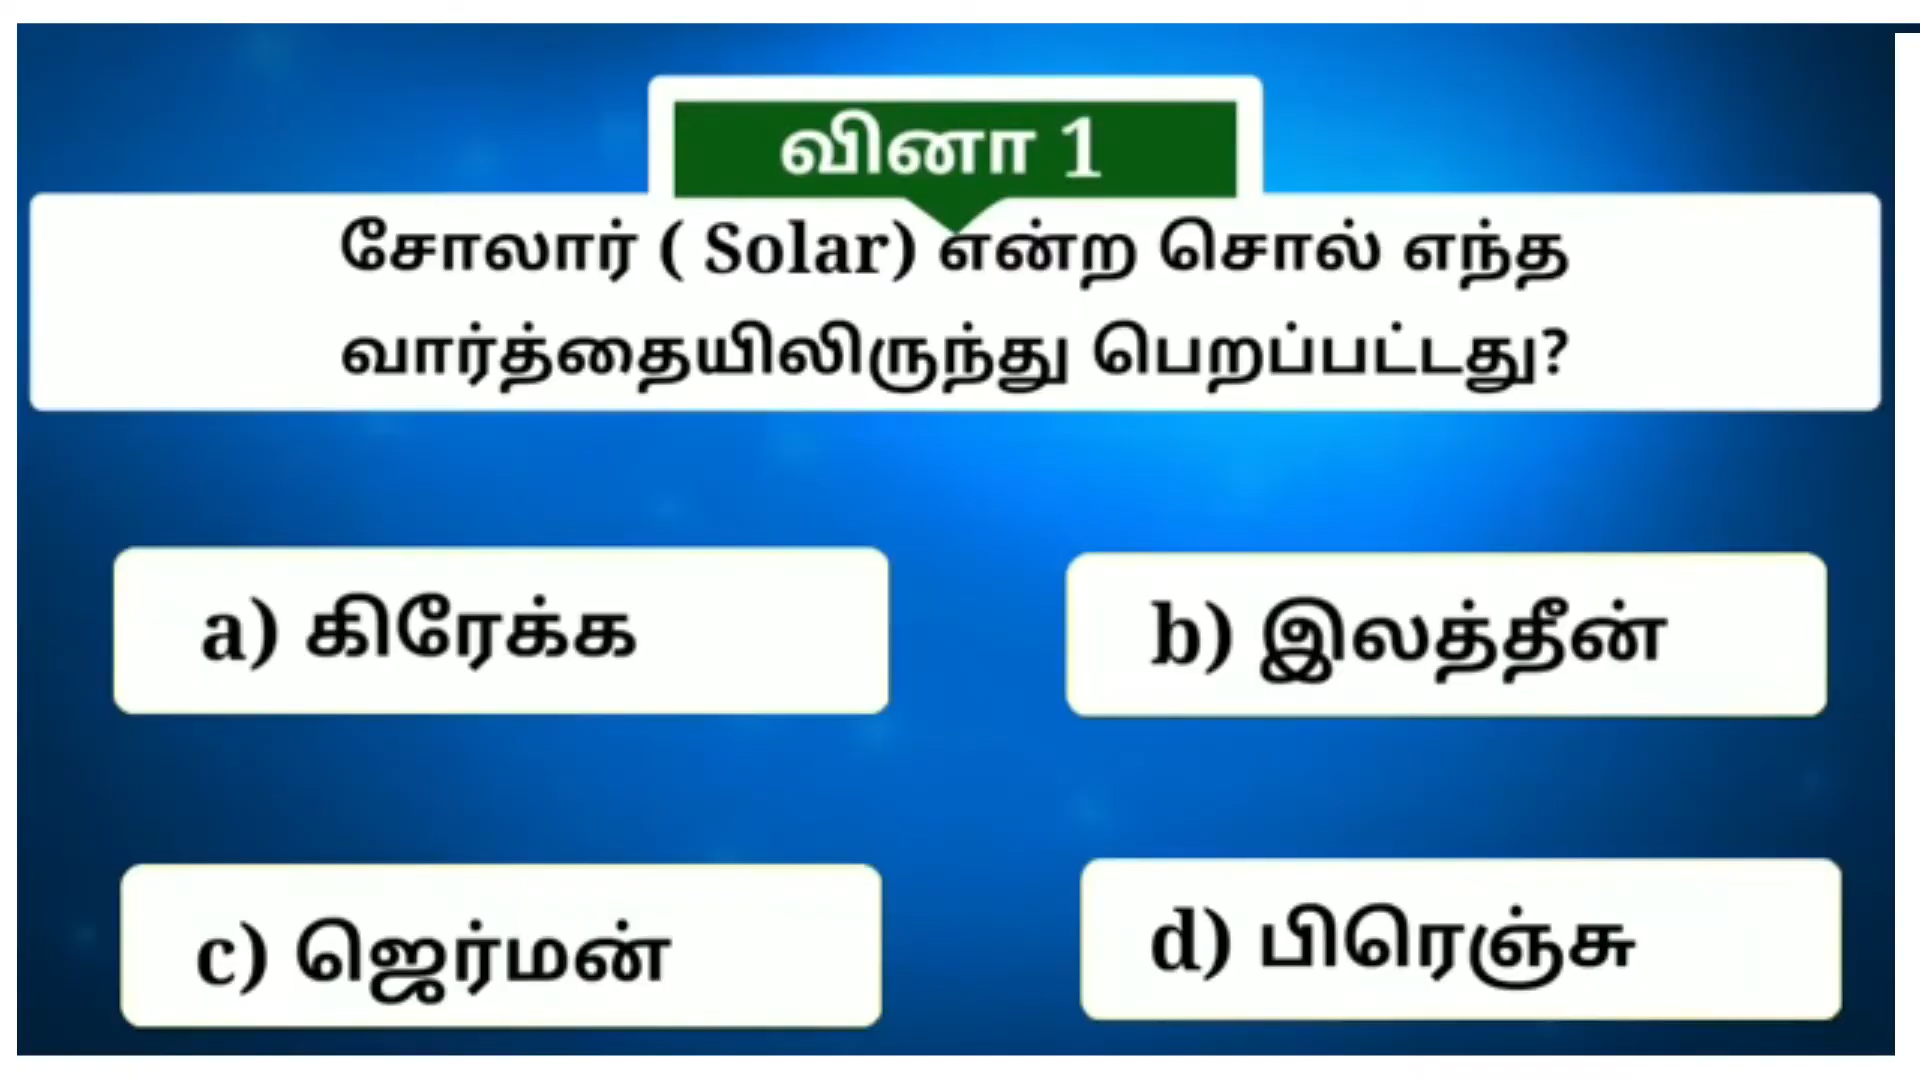 வினா 1
சோலார் ( Solar) என்ற சொல் எந்த
வார்த்தையிலிருந்து பெறப்பட்டது?
a) கிரேக்க
b) இலத்தீன்
c) ஜெர்மன்
d) பிரெஞ்சு